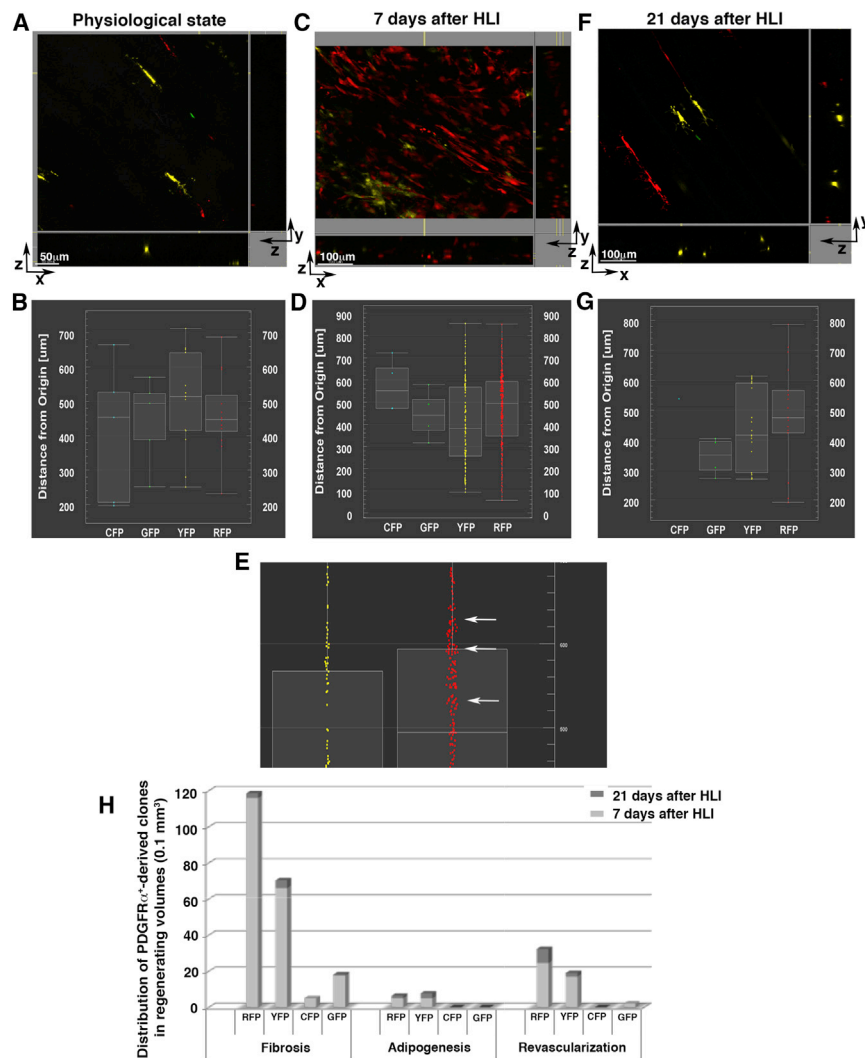 A Physiological state
C 7 days after HLI
F 21 days after HLI
50μm
z
x
y
z
100μm
z
x
y
z
100μm
z
x
y
z
B
Distance from Origin [um]
700
600
500
400
300
200
700
600
500
400
300
200
CFP GFP YFP RFP
D
Distance from Origin [um]
900
800
700
600
500
400
300
200
100
0
900
800
700
600
500
400
300
200
100
0
CFP GFP YFP RFP
G
Distance from Origin [um]
800
700
600
500
400
300
200
800
700
600
500
400
300
200
CFP GFP YFP RFP
E
600
500
H
Distribution of PDGFRα⁺-derived clones
in regenerating volumes (0.1 mm³)
120
100
80
60
40
20
0
21 days after HLI
7 days after HLI
RFP YFP CFP GFP RFP YFP CFP GFP RFP YFP CFP GFP
Fibrosis Adipogenesis Revascularization